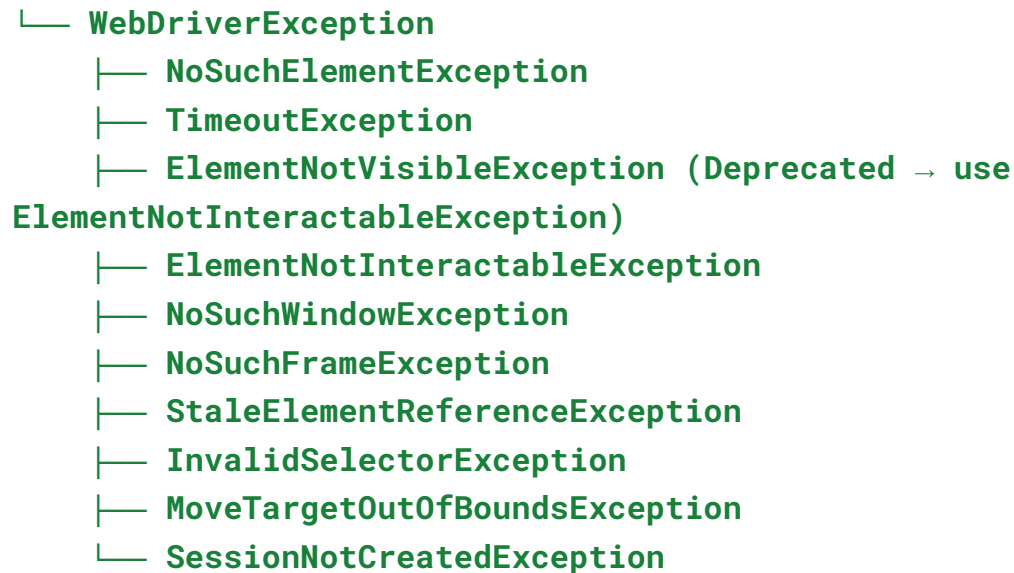 └── WebDriverException
├── NoSuchElementException
├── TimeoutException
├── ElementNotVisibleException (Deprecated → use
ElementNotInteractableException)
├── ElementNotInteractableException
├── NoSuchWindowException
├── NoSuchFrameException
├── StaleElementReferenceException
├── InvalidSelectorException
├── MoveTargetOutOfBoundsException
└── SessionNotCreatedException